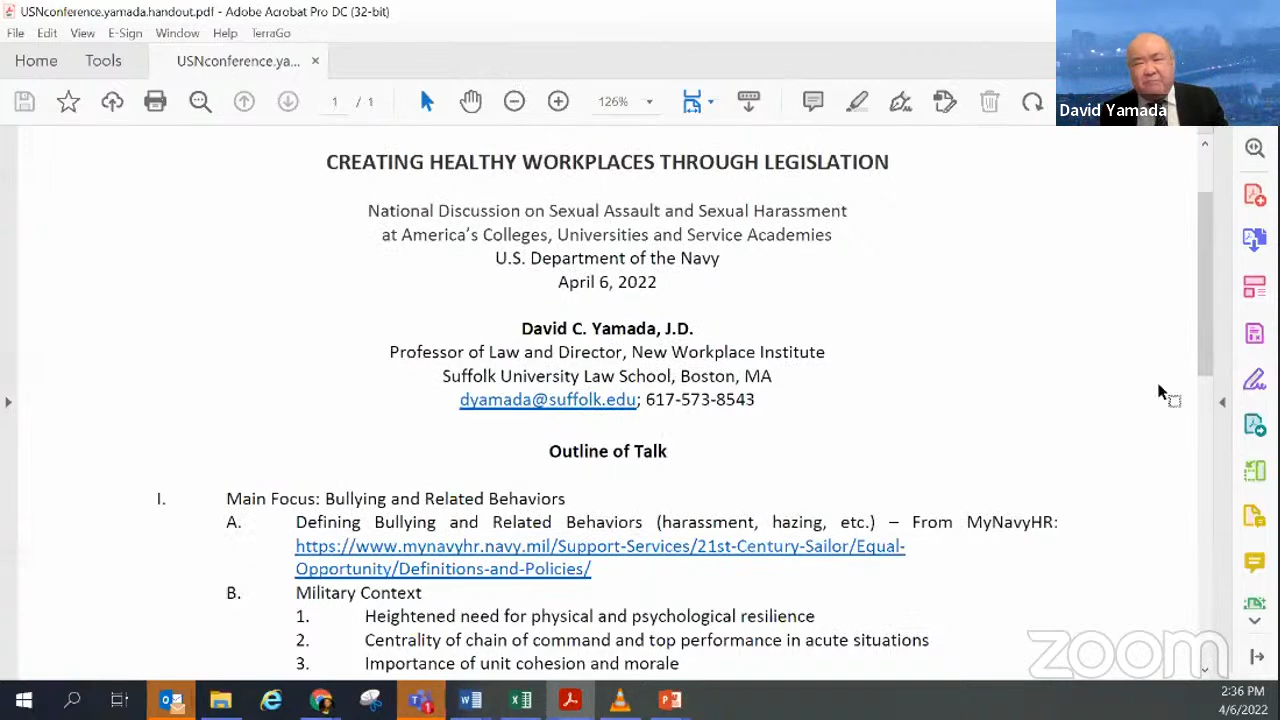 USNconference.yamada.handout.pdf - Adobe Acrobat Pro DC (32-bit)
File Edit View E-Sign Window Help TerraGo
Home Tools USNconference.ya... ×
1 / 1 126%
David Yamada
CREATING HEALTHY WORKPLACES THROUGH LEGISLATION
National Discussion on Sexual Assault and Sexual Harassment
at America's Colleges, Universities and Service Academies
U.S. Department of the Navy
April 6, 2022
David C. Yamada, J.D.
Professor of Law and Director, New Workplace Institute
Suffolk University Law School, Boston, MA
dyamada@suffolk.edu; 617-573-8543
Outline of Talk
I. Main Focus: Bullying and Related Behaviors
A. Defining Bullying and Related Behaviors (harassment, hazing, etc.) – From MyNavyHR:
https://www.mynavyhr.navy.mil/Support-Services/21st-Century-Sailor/Equal-
Opportunity/Definitions-and-Policies/
B. Military Context
1. Heightened need for physical and psychological resilience
2. Centrality of chain of command and top performance in acute situations
3. Importance of unit cohesion and morale
zoom
2:36 PM
4/6/2022